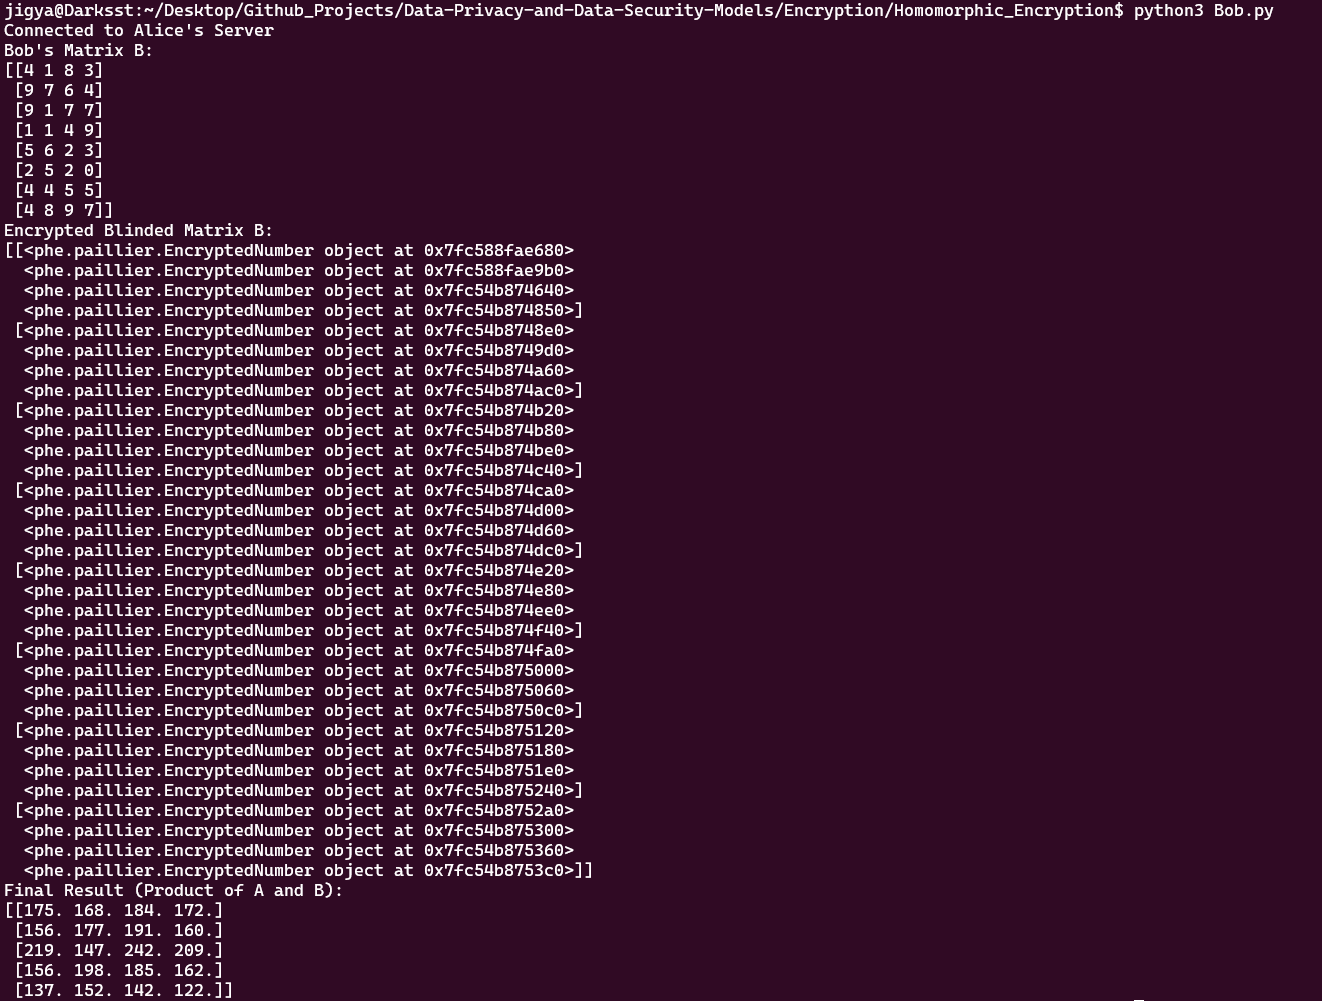 jigya@Darksst:~/Desktop/Github_Projects/Data-Privacy-and-Data-Security-Models/Encryption/Homomorphic_Encryption$ python3 Bob.py
Connected to Alice's Server
Bob's Matrix B:
[[4 1 8 3]
 [9 7 6 4]
 [9 1 7 7]
 [1 1 4 9]
 [5 6 2 3]
 [2 5 2 0]
 [4 4 5 5]
 [4 8 9 7]]
Encrypted Blinded Matrix B:
[[<phe.paillier.EncryptedNumber object at 0x7fc588fae680>
  <phe.paillier.EncryptedNumber object at 0x7fc588fae9b0>
  <phe.paillier.EncryptedNumber object at 0x7fc54b874640>
  <phe.paillier.EncryptedNumber object at 0x7fc54b874850>]
 [<phe.paillier.EncryptedNumber object at 0x7fc54b8748e0>
  <phe.paillier.EncryptedNumber object at 0x7fc54b8749d0>
  <phe.paillier.EncryptedNumber object at 0x7fc54b874a60>
  <phe.paillier.EncryptedNumber object at 0x7fc54b874ac0>]
 [<phe.paillier.EncryptedNumber object at 0x7fc54b874b20>
  <phe.paillier.EncryptedNumber object at 0x7fc54b874b80>
  <phe.paillier.EncryptedNumber object at 0x7fc54b874be0>
  <phe.paillier.EncryptedNumber object at 0x7fc54b874c40>]
 [<phe.paillier.EncryptedNumber object at 0x7fc54b874ca0>
  <phe.paillier.EncryptedNumber object at 0x7fc54b874d00>
  <phe.paillier.EncryptedNumber object at 0x7fc54b874d60>
  <phe.paillier.EncryptedNumber object at 0x7fc54b874dc0>]
 [<phe.paillier.EncryptedNumber object at 0x7fc54b874e20>
  <phe.paillier.EncryptedNumber object at 0x7fc54b874e80>
  <phe.paillier.EncryptedNumber object at 0x7fc54b874ee0>
  <phe.paillier.EncryptedNumber object at 0x7fc54b874f40>]
 [<phe.paillier.EncryptedNumber object at 0x7fc54b874fa0>
  <phe.paillier.EncryptedNumber object at 0x7fc54b875000>
  <phe.paillier.EncryptedNumber object at 0x7fc54b875060>
  <phe.paillier.EncryptedNumber object at 0x7fc54b8750c0>]
 [<phe.paillier.EncryptedNumber object at 0x7fc54b875120>
  <phe.paillier.EncryptedNumber object at 0x7fc54b875180>
  <phe.paillier.EncryptedNumber object at 0x7fc54b8751e0>
  <phe.paillier.EncryptedNumber object at 0x7fc54b875240>]
 [<phe.paillier.EncryptedNumber object at 0x7fc54b8752a0>
  <phe.paillier.EncryptedNumber object at 0x7fc54b875300>
  <phe.paillier.EncryptedNumber object at 0x7fc54b875360>
  <phe.paillier.EncryptedNumber object at 0x7fc54b8753c0>]]
Final Result (Product of A and B):
[[175. 168. 184. 172.]
 [156. 177. 191. 160.]
 [219. 147. 242. 209.]
 [156. 198. 185. 162.]
 [137. 152. 142. 122.]]